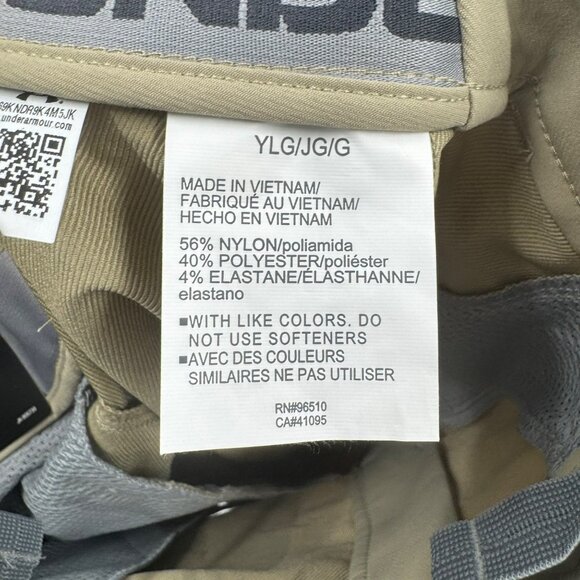 69KNDR9K4M5JK
underarmour.com
YLG/JG/G
MADE IN VIETNAM/
FABRIQUÉ AU VIETNAM/
HECHO EN VIETNAM
56% NYLON/poliamida
40% POLYESTER/poliéster
4% ELASTANE/ÉLASTHANNE/
elastano
■WITH LIKE COLORS. DO
NOT USE SOFTENERS
■AVEC DES COULEURS
SIMILAIRES NE PAS UTILISER
RN#96510
CA#41095